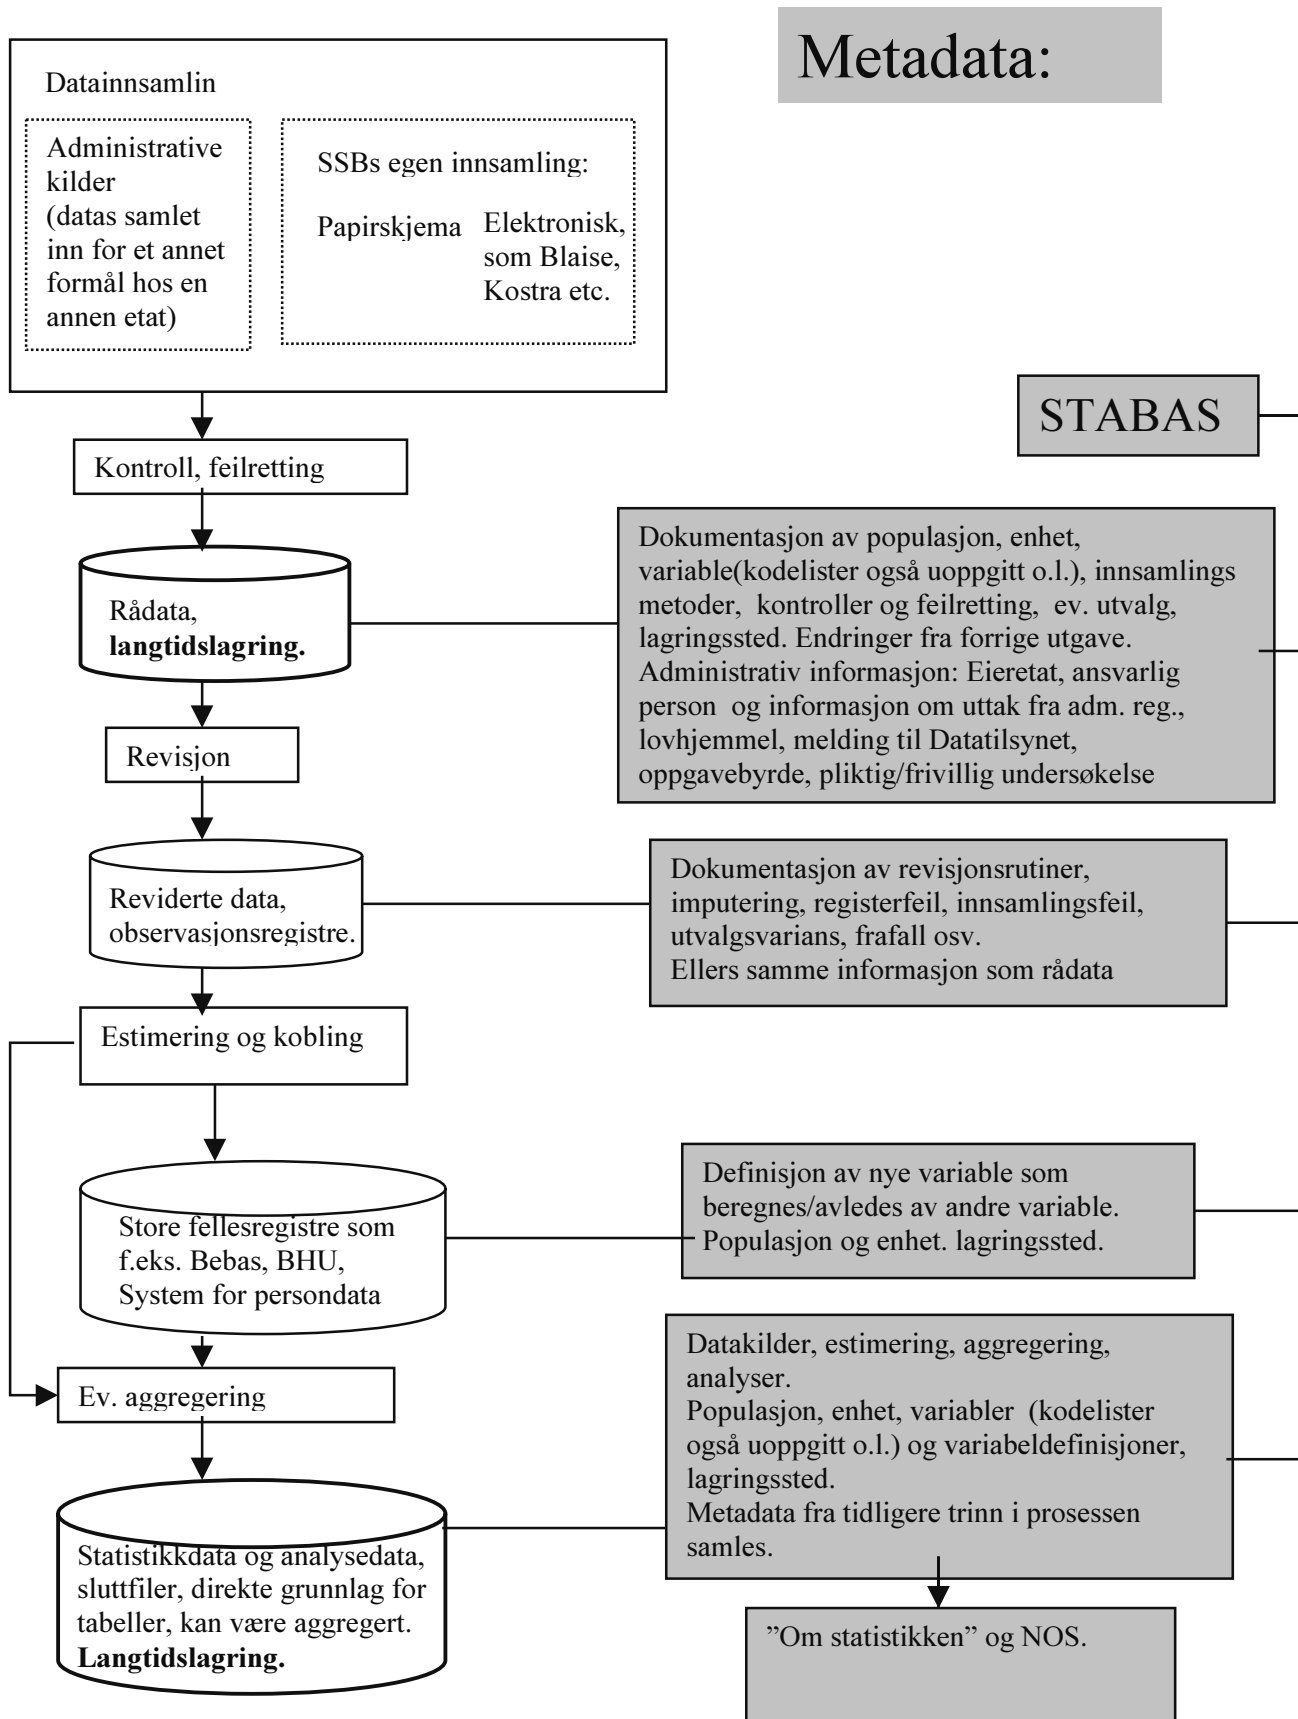 Metadata:
Datainnsamlin
Administrative
kilder
(datas samlet
inn for et annet
formål hos en
annen etat)
SSBs egen innsamling:
Papirskjema
Elektronisk,
som Blaise,
Kostra etc.
STABAS
Kontroll, feilretting
Rådata,
langtidslagring.
Dokumentasjon av populasjon, enhet,
variable(kodelister også uoppgitt o.l.), innsamlings
metoder, kontroller og feilretting, ev. utvalg,
lagringssted. Endringer fra forrige utgave.
Administrativ informasjon: Eieretat, ansvarlig
person og informasjon om uttak fra adm. reg.,
lovhjemmel, melding til Datatilsynet,
oppgavebyrde, pliktig/frivillig undersøkelse
Revisjon
Reviderte data,
observasjonsregistre.
Dokumentasjon av revisjonsrutiner,
imputering, registerfeil, innsamlingsfeil,
utvalgsvarians, frafall osv.
Ellers samme informasjon som rådata
Estimering og kobling
Store fellesregistre som
f.eks. Bebas, BHU,
System for persondata
Definisjon av nye variable som
beregnes/avledes av andre variable.
Populasjon og enhet. lagringssted.
Ev. aggregering
Datakilder, estimering, aggregering,
analyser.
Populasjon, enhet, variabler (kodelister
også uoppgitt o.l.) og variabeldefinisjoner,
lagringssted.
Metadata fra tidligere trinn i prosessen
samles.
Statistikkdata og analysedata,
sluttfiler, direkte grunnlag for
tabeller, kan være aggregert.
Langtidslagring.
”Om statistikken” og NOS.